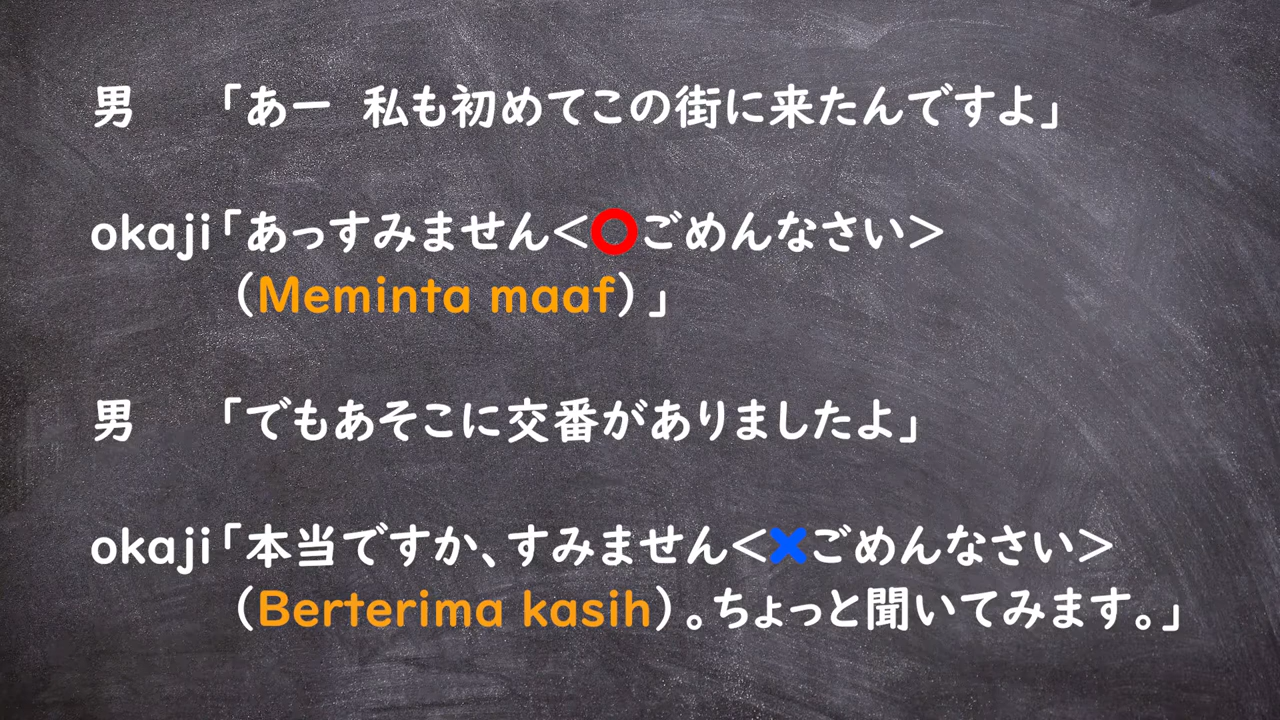 男　「あー　私も初めてこの街に来たんですよ」
okaji「あっすみません<⭕ごめんなさい>
（Meminta maaf）」
男　「でもあそこに交番がありましたよ」
okaji「本当ですか、すみません<✖ごめんなさい>
（Berterima kasih）。ちょっと聞いてみます。」